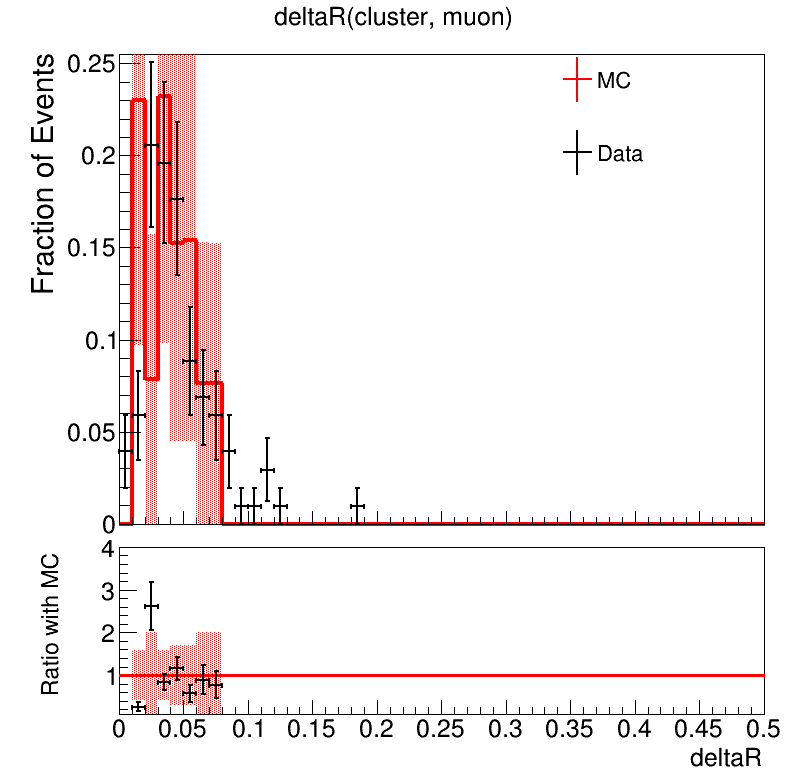 deltaR(cluster, muon)
Fraction of Events
0.25
0.2
0.15
0.1
0.05
0
MC
Data
Ratio with MC
4
3
2
1
0 0.05 0.1 0.15 0.2 0.25 0.3 0.35 0.4 0.45 0.5
deltaR